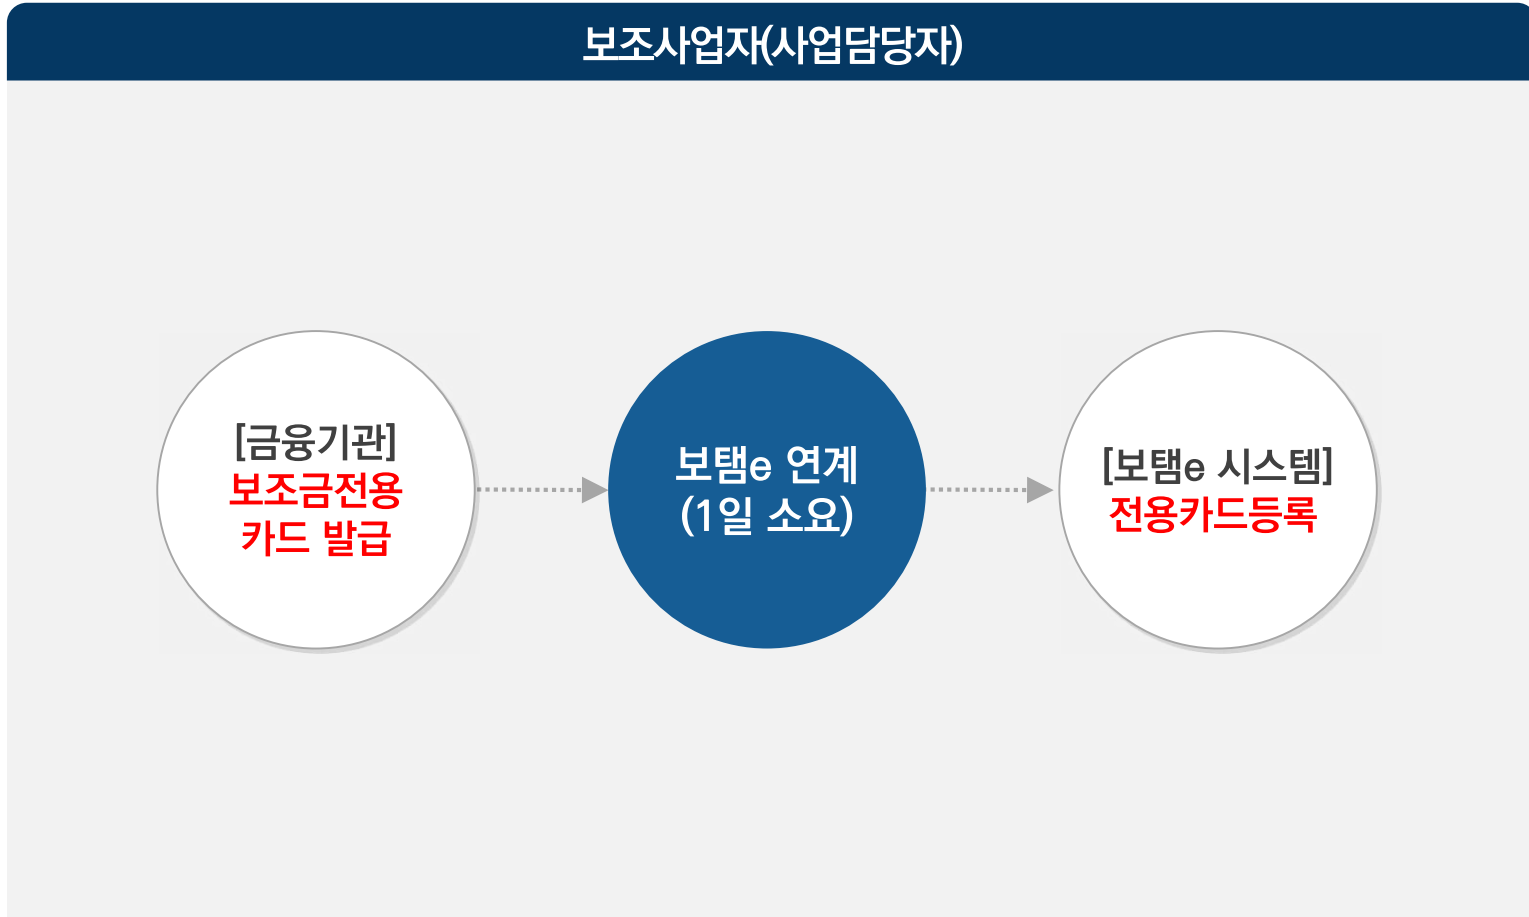 보조사업자(사업담당자)
[금융기관]
보조금전용
카드 발급
보탬e 연계
(1일 소요)
[보탬e 시스템]
전용카드등록